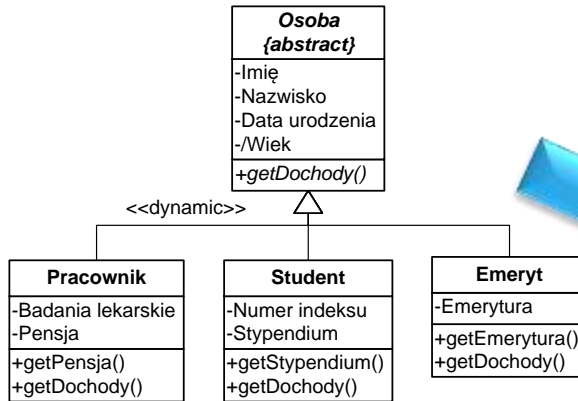 Osoba
{abstract}
-Imię
-Nazwisko
-Data urodzenia
-/Wiek
+getDochody()
<<dynamic>>
Pracownik
-Badania lekarskie
-Pensja
+getPensja()
+getDochody()
Student
-Numer indeksu
-Stypendium
+getStypendium()
+getDochody()
Emeryt
-Emerytura
+getEmerytura()
+getDochody()